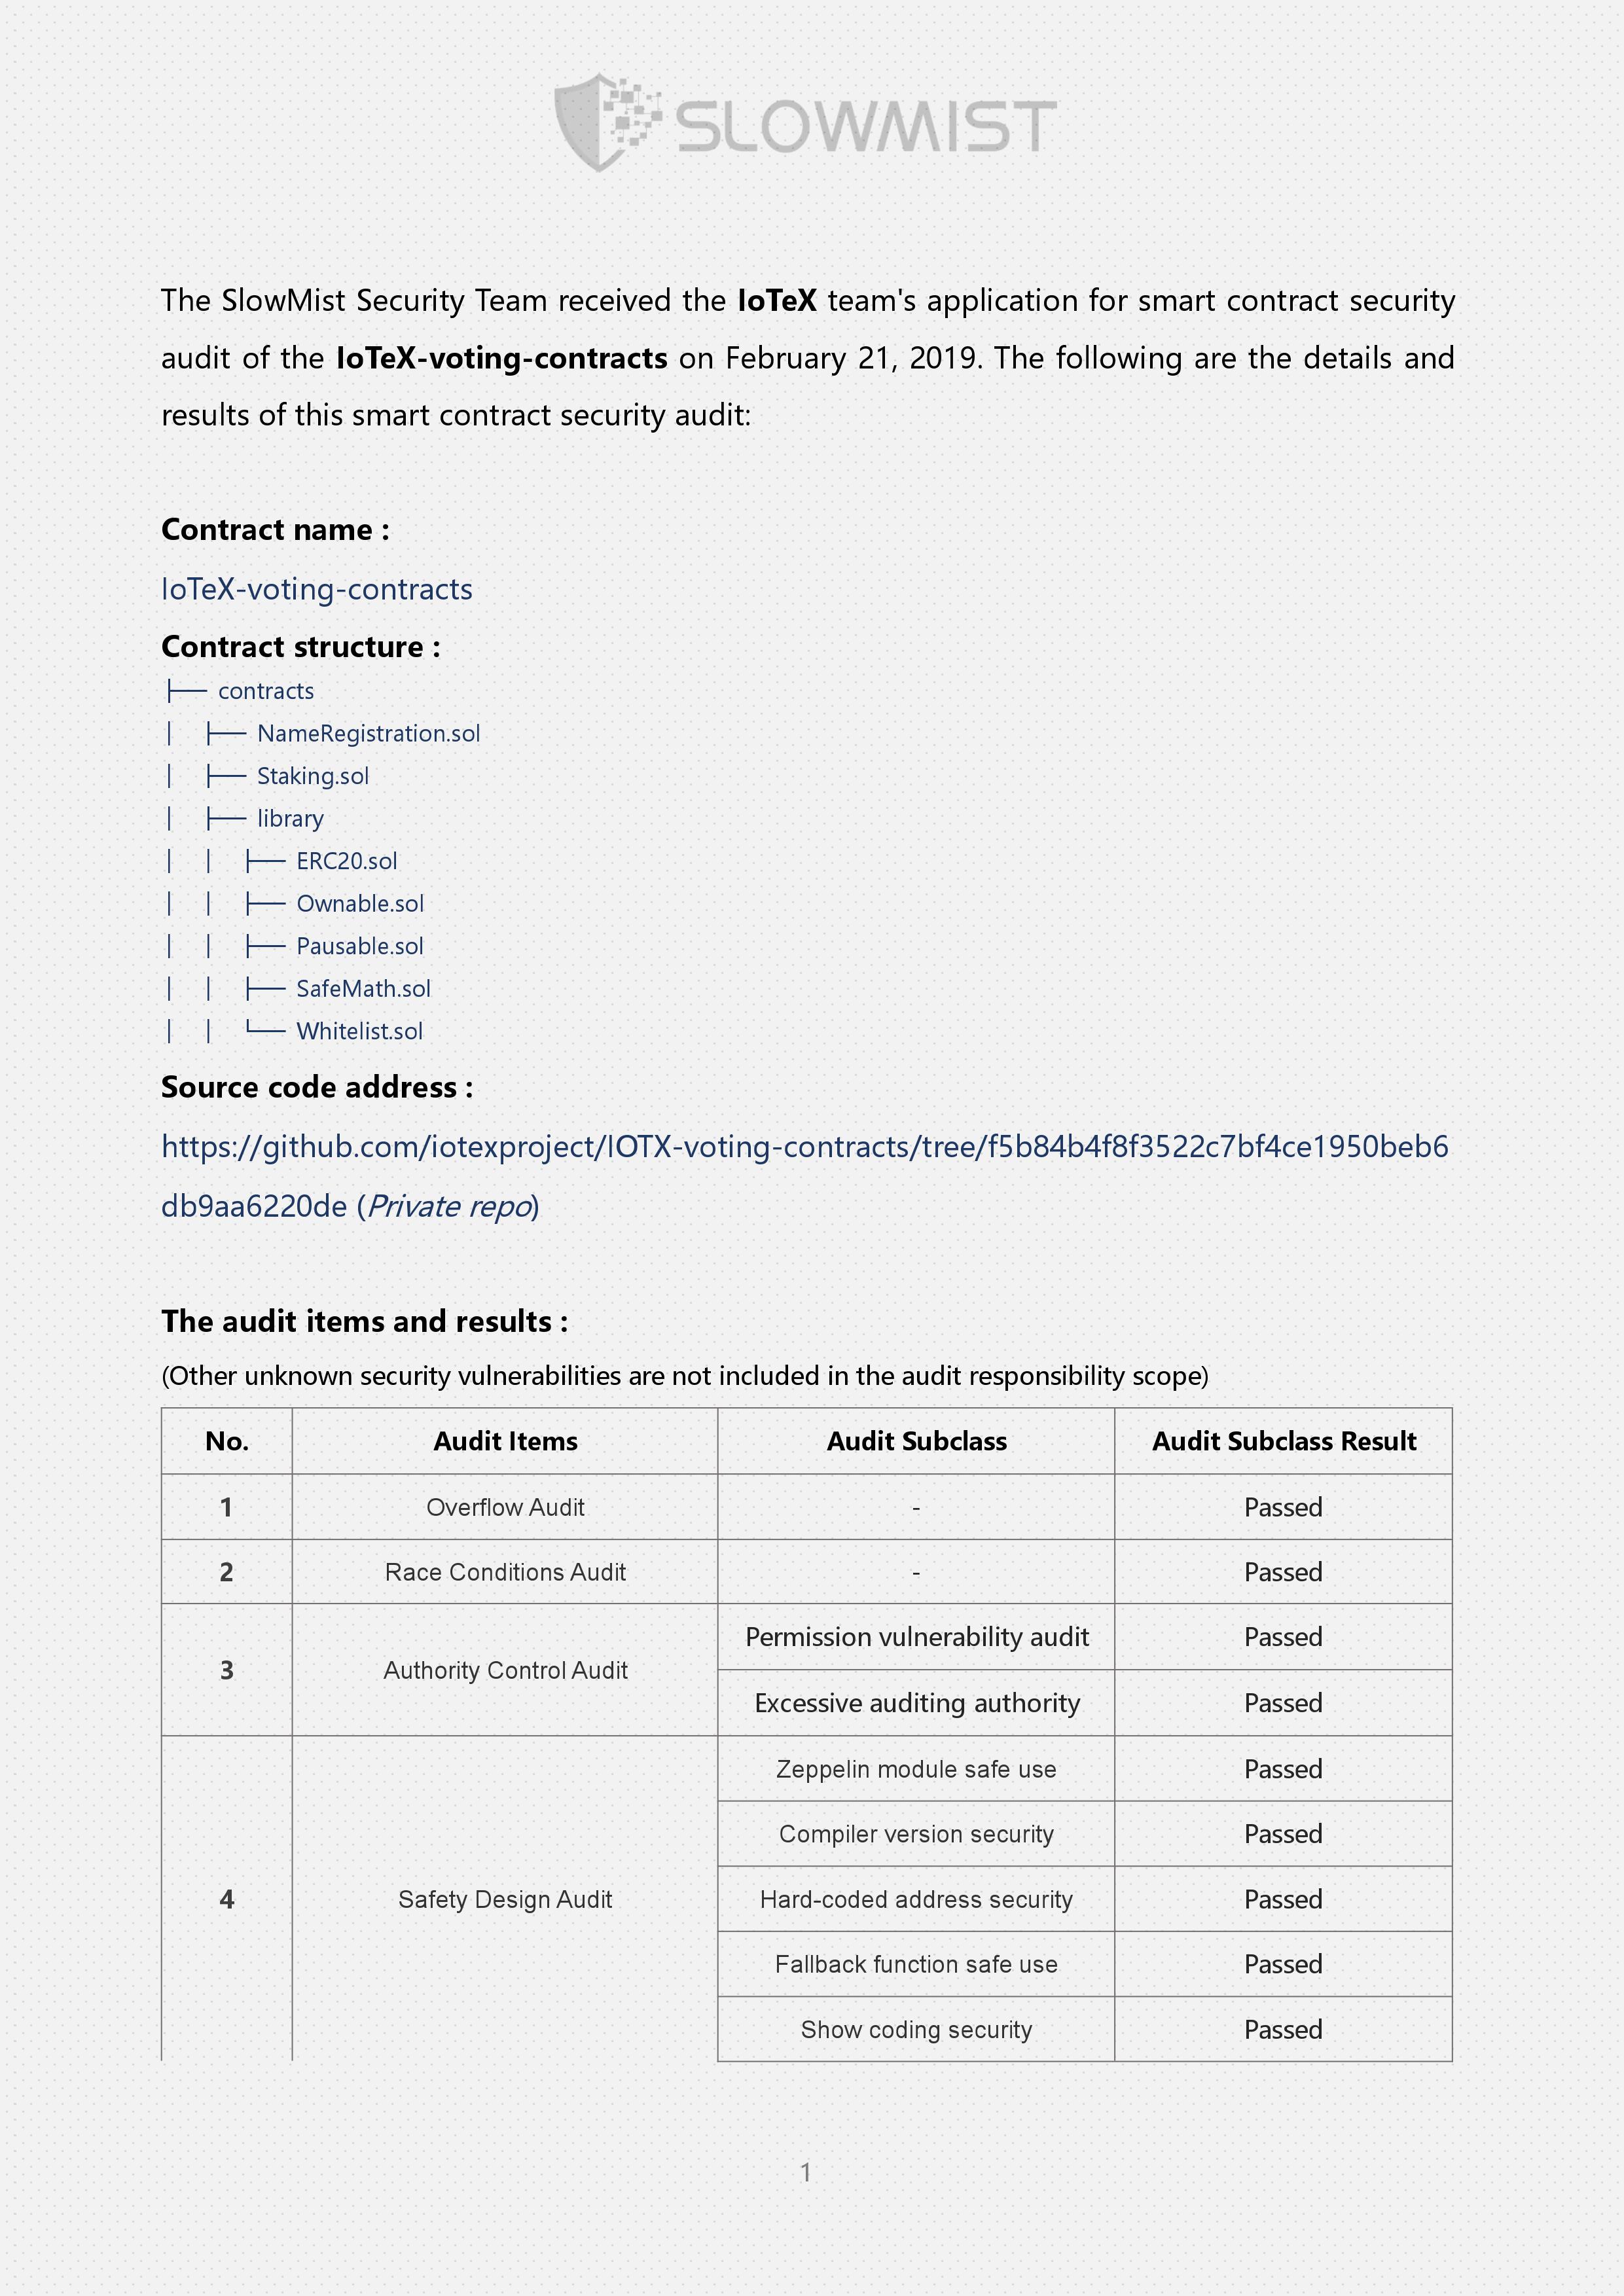 SLOWMIST
The SlowMist Security Team received the IoTeX team's application for smart contract security
audit of the IoTeX-voting-contracts on February 21, 2019. The following are the details and
results of this smart contract security audit:
Contract name :
IoTeX-voting-contracts
Contract structure :
├── contracts
│ ├── NameRegistration.sol
│ ├── Staking.sol
│ ├── library
│ │ ├── ERC20.sol
│ │ ├── Ownable.sol
│ │ ├── Pausable.sol
│ │ ├── SafeMath.sol
│ │ └── Whitelist.sol
Source code address :
https://github.com/iotexproject/IOTX-voting-contracts/tree/f5b84b4f8f3522c7bf4ce1950beb6
db9aa6220de (Private repo)
The audit items and results :
(Other unknown security vulnerabilities are not included in the audit responsibility scope)
No. Audit Items Audit Subclass Audit Subclass Result
1 Overflow Audit - Passed
2 Race Conditions Audit - Passed
3 Authority Control Audit Permission vulnerability audit Passed
Excessive auditing authority Passed
4 Safety Design Audit Zeppelin module safe use Passed
Compiler version security Passed
Hard-coded address security Passed
Fallback function safe use Passed
Show coding security Passed
1